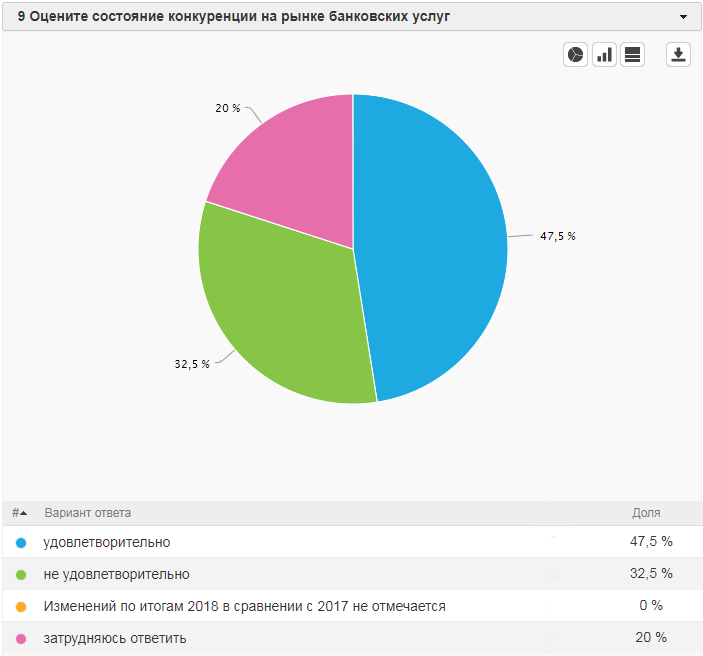 9 Оцените состояние конкуренции на рынке банковских услуг
20 %
47,5 %
32,5 %
# Вариант ответа Доля
удовлетворительно 47,5 %
не удовлетворительно 32,5 %
Изменений по итогам 2018 в сравнении с 2017 не отмечается 0 %
затрудняюсь ответить 20 %